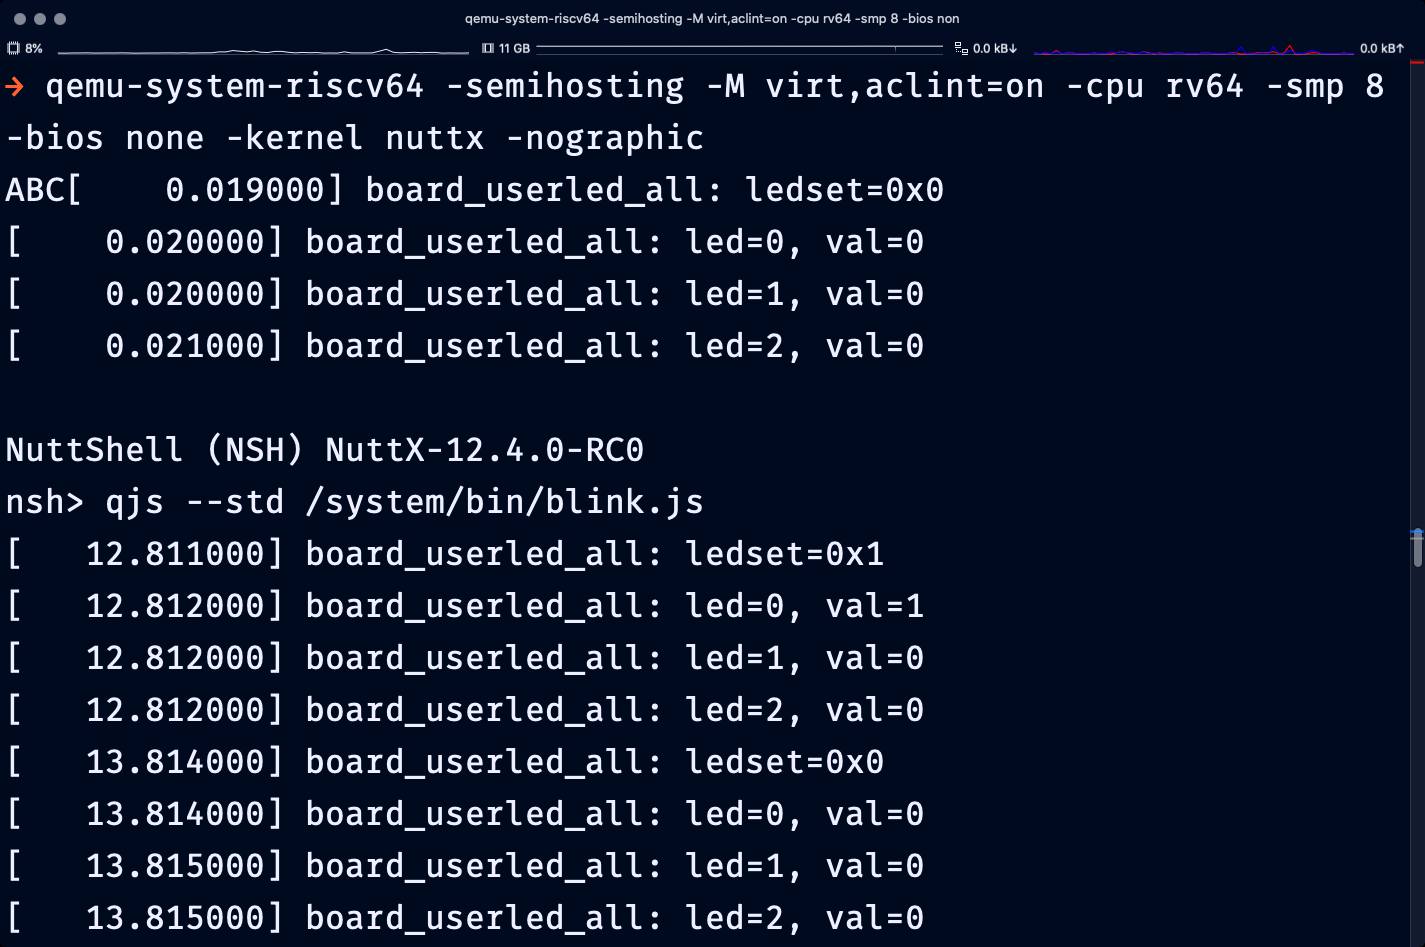 qemu-system-riscv64 -semihosting -M virt,aclint=on -cpu rv64 -smp 8 -bios non
8% 11 GB 0.0 kB↓ 0.0 kB↑
→ qemu-system-riscv64 -semihosting -M virt,aclint=on -cpu rv64 -smp 8
-bios none -kernel nuttx -nographic
ABC[    0.019000] board_userled_all: ledset=0x0
[    0.020000] board_userled_all: led=0, val=0
[    0.020000] board_userled_all: led=1, val=0
[    0.021000] board_userled_all: led=2, val=0
NuttShell (NSH) NuttX-12.4.0-RC0
nsh> qjs --std /system/bin/blink.js
[   12.811000] board_userled_all: ledset=0x1
[   12.812000] board_userled_all: led=0, val=1
[   12.812000] board_userled_all: led=1, val=0
[   12.812000] board_userled_all: led=2, val=0
[   13.814000] board_userled_all: ledset=0x0
[   13.814000] board_userled_all: led=0, val=0
[   13.815000] board_userled_all: led=1, val=0
[   13.815000] board_userled_all: led=2, val=0